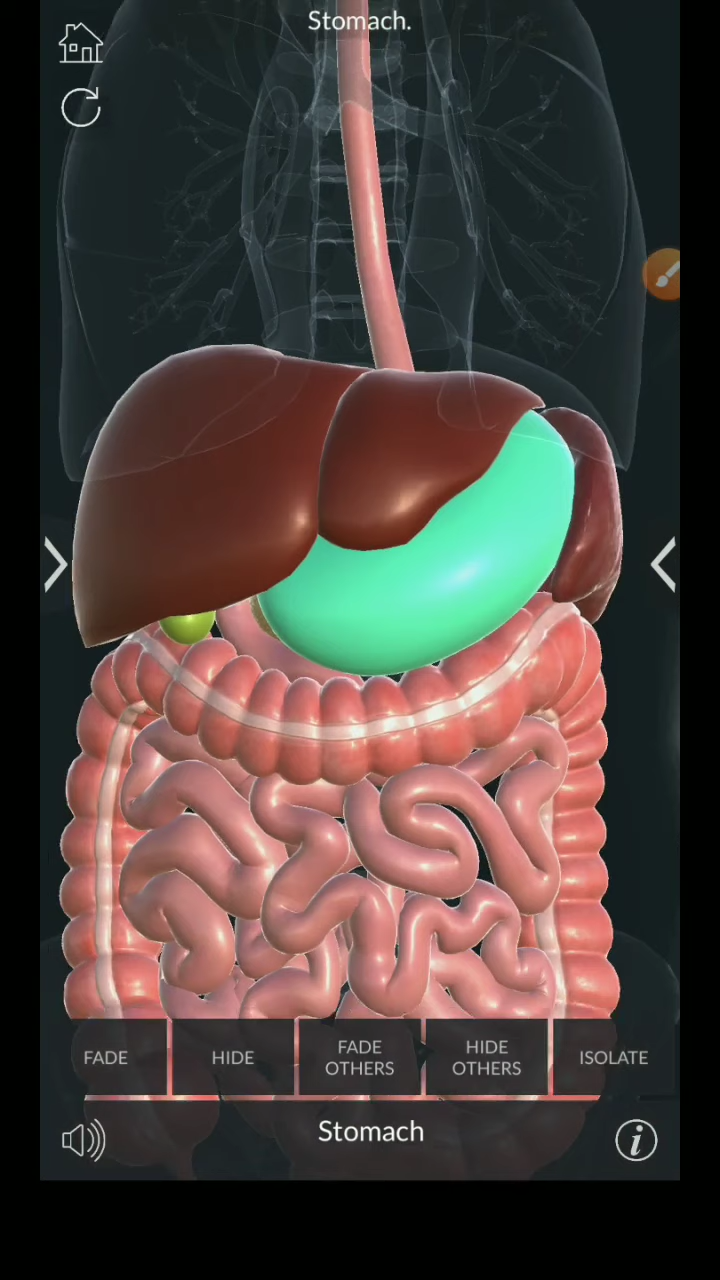 Stomach.
FADE
HIDE
FADE
OTHERS
HIDE
OTHERS
ISOLATE
Stomach
i